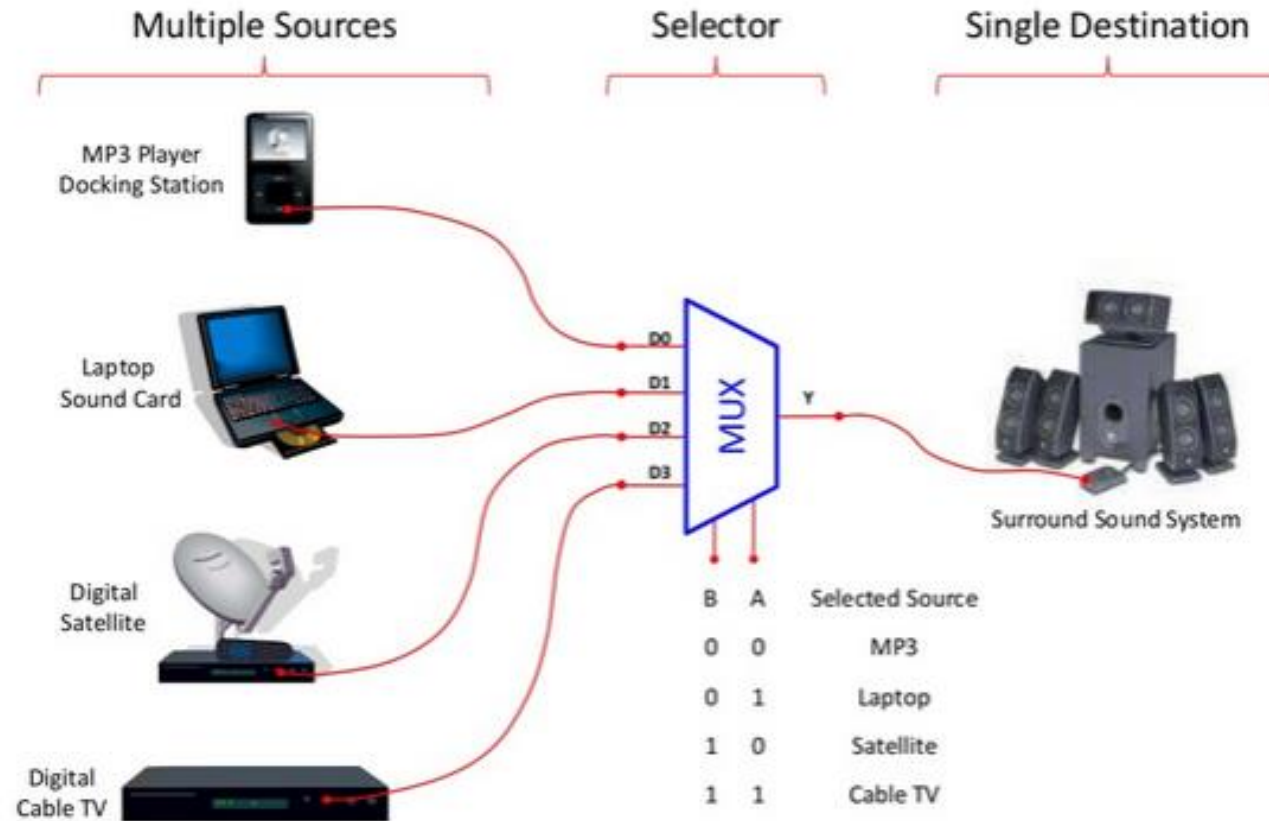 Multiple Sources
Selector
Single Destination
MP3 Player
Docking Station
Laptop
Sound Card
Digital
Satellite
Digital
Cable TV
D0
D1
D2
D3
MUX
Y
Surround Sound System
B A Selected Source
0 0 MP3
0 1 Laptop
1 0 Satellite
1 1 Cable TV